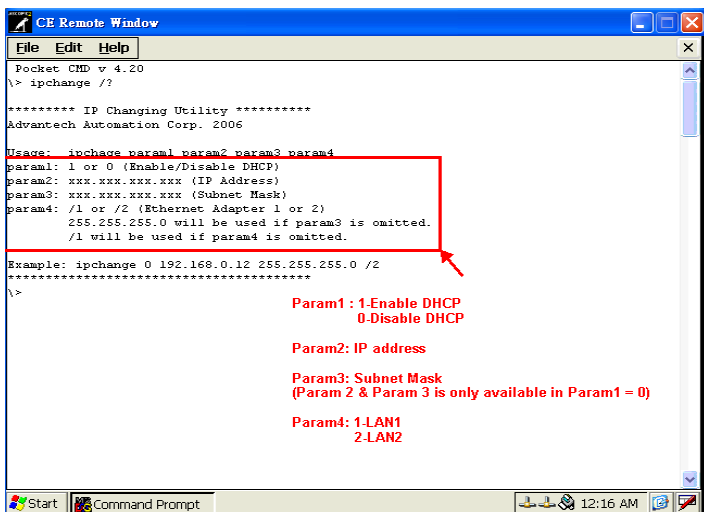 CE Remote Window
File Edit Help
Pocket CMD v 4.20
\> ipchange /?
********* IP Changing Utility **********
Advantech Automation Corp. 2006
Usage: ipchage param1 param2 param3 param4
param1: 1 or 0 (Enable/Disable DHCP)
param2: xxx.xxx.xxx.xxx (IP Address)
param3: xxx.xxx.xxx.xxx (Subnet Mask)
param4: /1 or /2 (Ethernet Adapter 1 or 2)
255.255.255.0 will be used if param3 is omitted.
/1 will be used if param4 is omitted.
Example: ipchange 0 192.168.0.12 255.255.255.0 /2
****************************************
\>
Param1 : 1-Enable DHCP
0-Disable DHCP
Param2: IP address
Param3: Subnet Mask
(Param 2 & Param 3 is only available in Param1 = 0)
Param4: 1-LAN1
2-LAN2
Start Command Prompt 12:16 AM